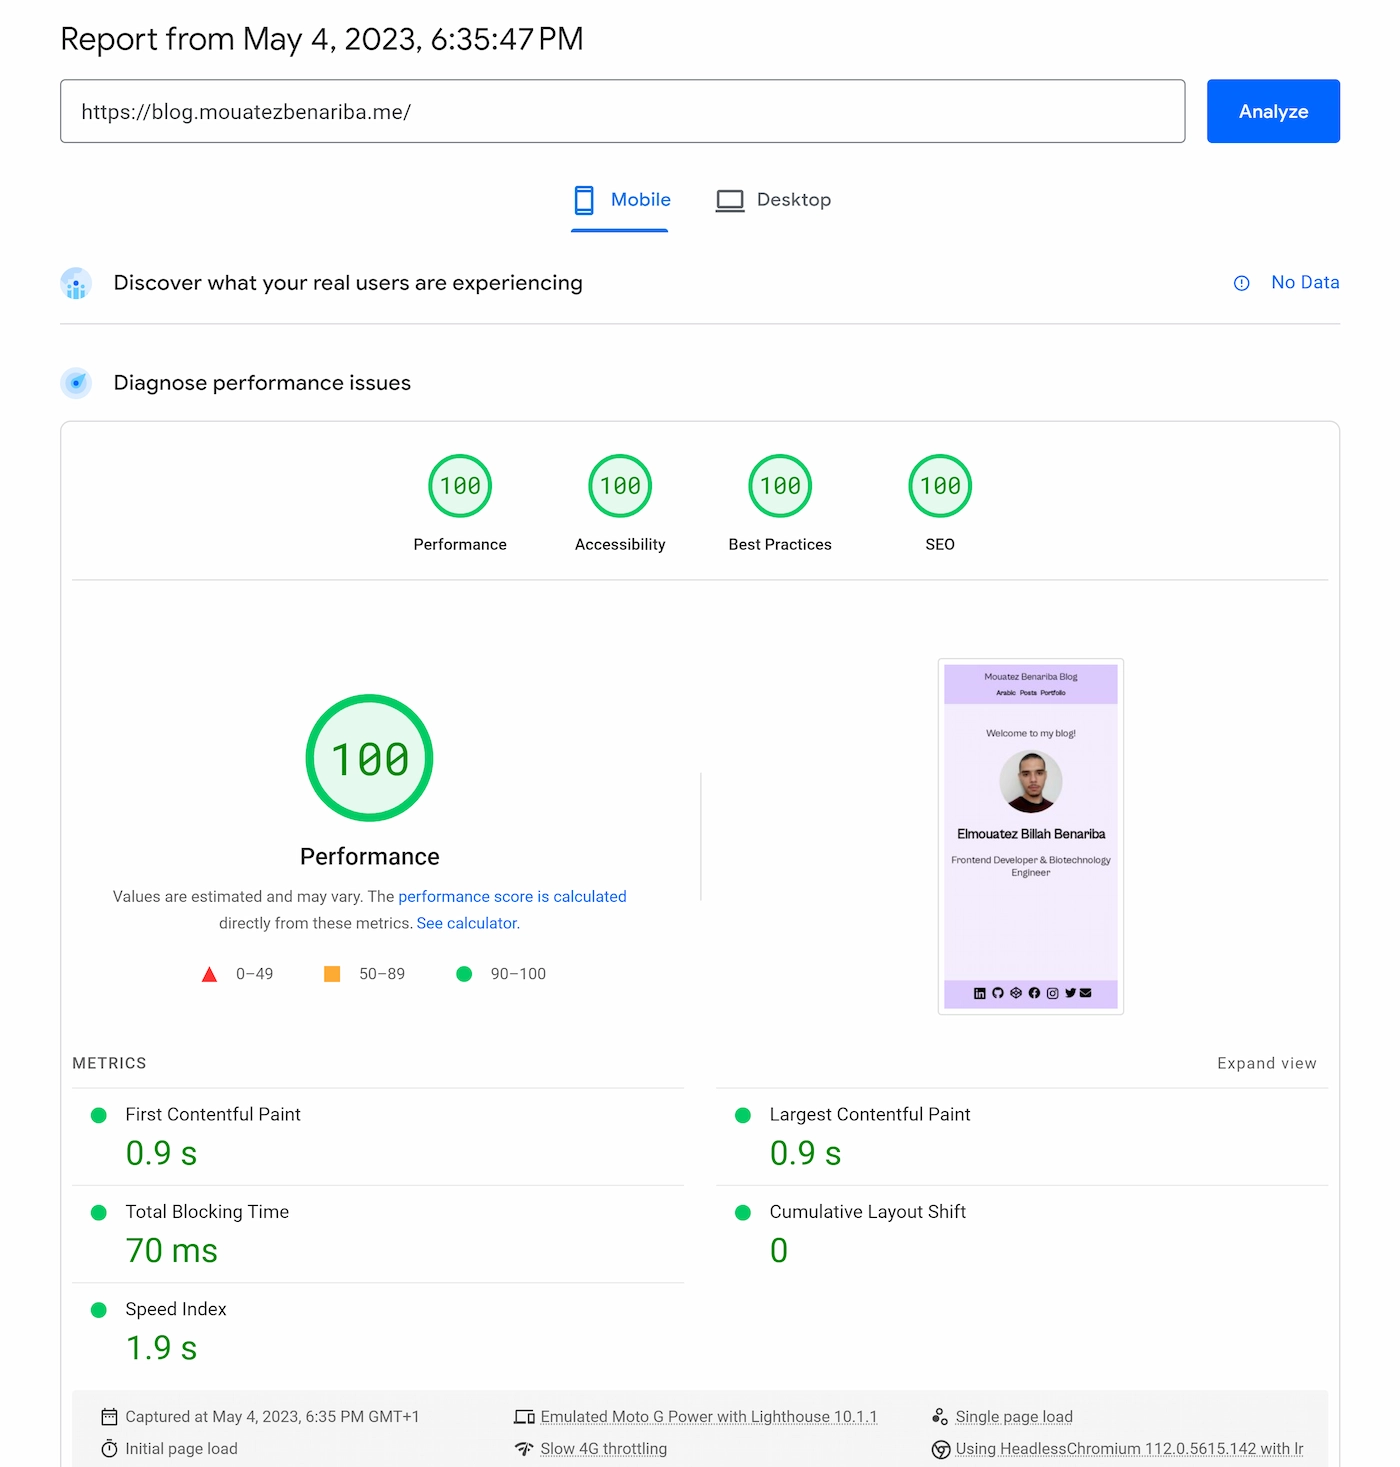 Report from May 4, 2023, 6:35:47 PM
https://blog.mouatezbenariba.me/
Analyze
Mobile
Desktop
Discover what your real users are experiencing
No Data
Diagnose performance issues
100
100
100
100
Performance
Accessibility
Best Practices
SEO
100
Performance
Values are estimated and may vary. The performance score is calculated
directly from these metrics. See calculator.
0–49
50–89
90–100
Mouatez Benariba Blog
Arabic Posts Portfolio
Welcome to my blog!
Elmouatez Billah Benariba
Frontend Developer & Biotechnology
Engineer
METRICS
Expand view
First Contentful Paint
0.9 s
Largest Contentful Paint
0.9 s
Total Blocking Time
70 ms
Cumulative Layout Shift
0
Speed Index
1.9 s
Captured at May 4, 2023, 6:35 PM GMT+1
Emulated Moto G Power with Lighthouse 10.1.1
Single page load
Initial page load
Slow 4G throttling
Using HeadlessChromium 112.0.5615.142 with lr